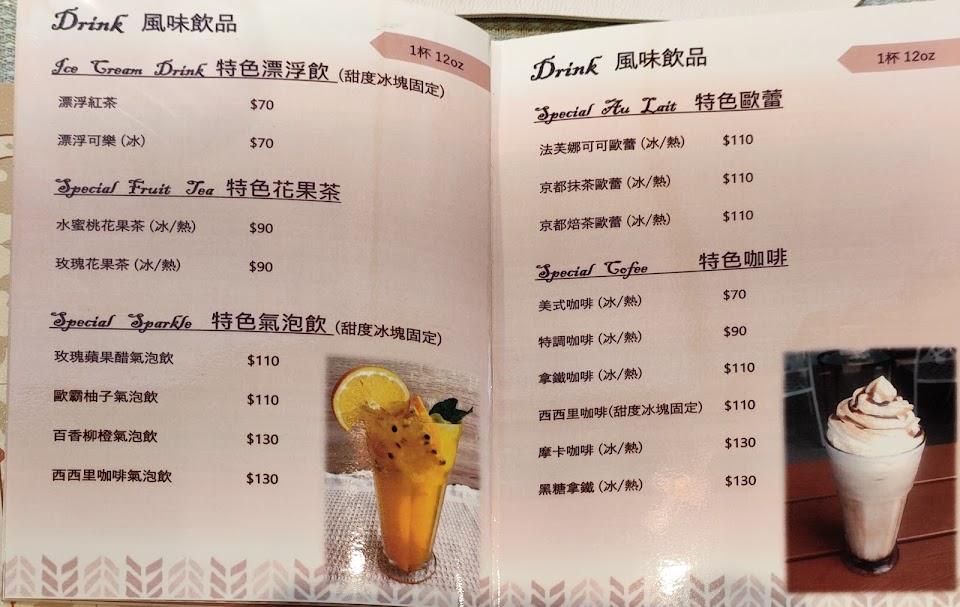 Drink 風味飲品
1杯 12oz
Ice Cream Drink 特色漂浮飲 (甜度冰塊固定)
漂浮紅茶 $70
漂浮可樂 (冰) $70
Special Fruit Tea 特色花果茶
水蜜桃花果茶 (冰/熱) $90
玫瑰花果茶 (冰/熱) $90
Special Sparkle 特色氣泡飲 (甜度冰塊固定)
玫瑰蘋果醋氣泡飲 $110
歐霸柚子氣泡飲 $110
百香柳橙氣泡飲 $130
西西里咖啡氣泡飲 $130
Drink 風味飲品
1杯 12oz
Special Au Lait 特色歐蕾
法芙娜可可歐蕾 (冰/熱) $110
京都抹茶歐蕾 (冰/熱) $110
京都焙茶歐蕾 (冰/熱) $110
Special Cofee 特色咖啡
美式咖啡 (冰/熱) $70
特調咖啡 (冰/熱) $90
拿鐵咖啡 (冰/熱) $110
西西里咖啡(甜度冰塊固定) $110
摩卡咖啡 (冰/熱) $130
黑糖拿鐵 (冰/熱) $130